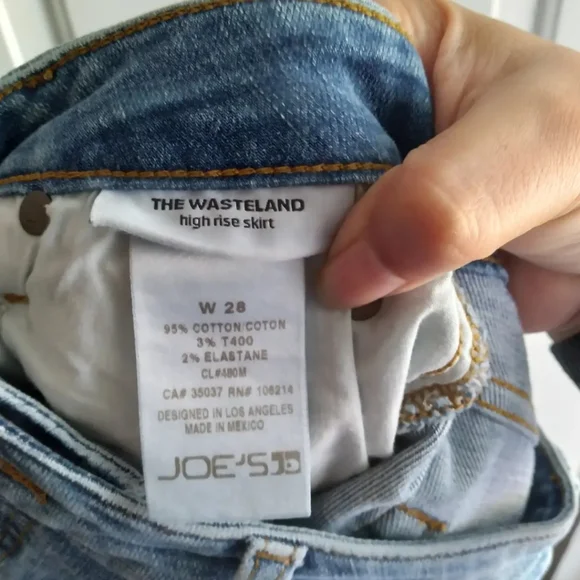 THE WASTELAND
high rise skirt
W 28
95% COTTON/COTON
3% T400
2% ELASTANE
CL#480M
CA# 35037 RN# 106214
DESIGNED IN LOS ANGELES
MADE IN MEXICO
JOE'S JD